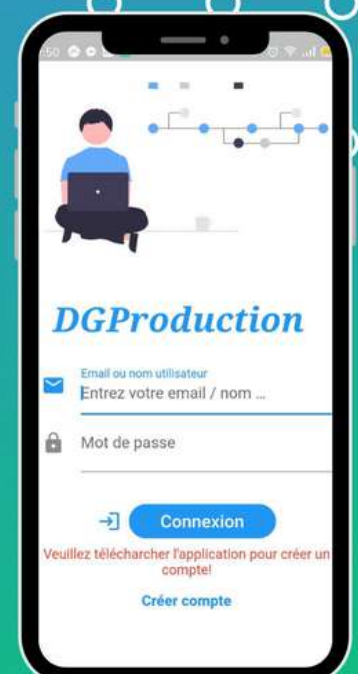 :50
DGProduction
Email ou nom utilisateur
Entrez votre email / nom ...
Mot de passe
Connexion
Veuillez télécharcher l'application pour créer un
compte!
Créer compte